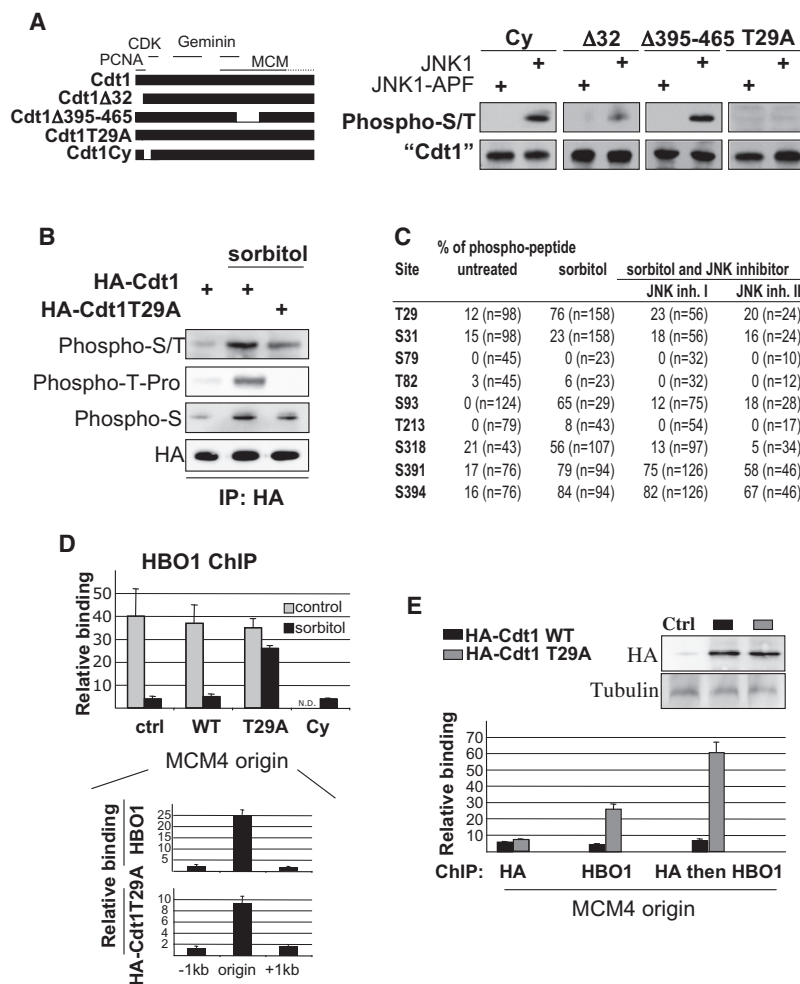 A
CDK
Geminin
PCNA
MCM
Cdt1
Cdt1Δ32
Cdt1Δ395-465
Cdt1T29A
Cdt1Cy
Cy Δ32 Δ395-465 T29A
JNK1 + + + +
JNK1-APF + + + +
Phospho-S/T
“Cdt1”
B
sorbitol
HA-Cdt1 + +
HA-Cdt1T29A +
Phospho-S/T
Phospho-T-Pro
Phospho-S
HA
IP: HA
C
% of phospho-peptide
Site untreated sorbitol sorbitol and JNK inhibitor
JNK inh. I JNK inh. II
T29 12 (n=98) 76 (n=158) 23 (n=56) 20 (n=24)
S31 15 (n=98) 23 (n=158) 18 (n=56) 16 (n=24)
S79 0 (n=45) 0 (n=23) 0 (n=32) 0 (n=10)
T82 3 (n=45) 6 (n=23) 0 (n=32) 0 (n=12)
S93 0 (n=124) 65 (n=29) 12 (n=75) 18 (n=28)
T213 0 (n=79) 8 (n=43) 0 (n=54) 0 (n=17)
S318 21 (n=43) 56 (n=107) 13 (n=97) 5 (n=34)
S391 17 (n=76) 79 (n=94) 75 (n=126) 58 (n=46)
S394 16 (n=76) 84 (n=94) 82 (n=126) 67 (n=46)
D
HBO1 ChIP
Relative binding
50
40
30
20
10
control
sorbitol
N.D.
ctrl WT T29A Cy
MCM4 origin
Relative binding
HBO1
25
20
15
10
5
HA-Cdt1T29A
10
8
6
4
2
-1kb origin +1kb
E
HA-Cdt1 WT
HA-Cdt1 T29A
Ctrl
HA
Tubulin
Relative binding
70
60
50
40
30
20
10
ChIP: HA HBO1 HA then HBO1
MCM4 origin